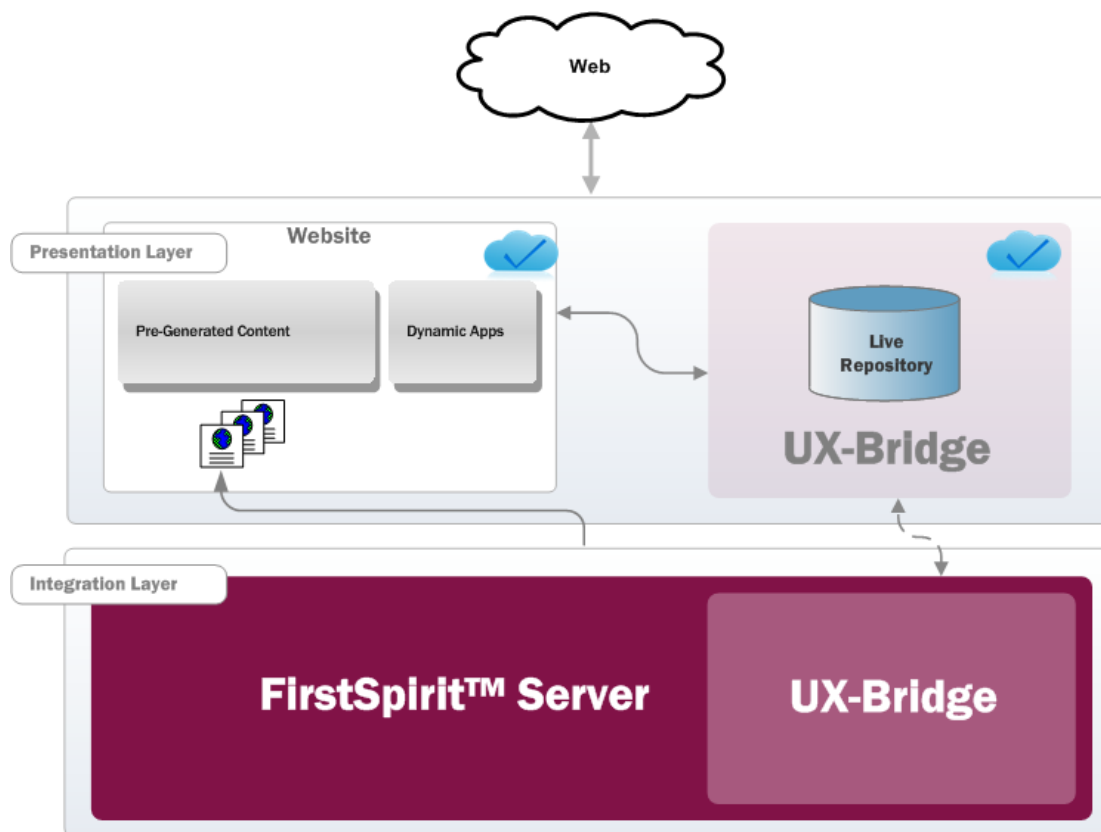 Web
Website
Presentation Layer
Pre-Generated Content
Dynamic Apps
Live
Repository
UX-Bridge
Integration Layer
FirstSpirit™ Server
UX-Bridge